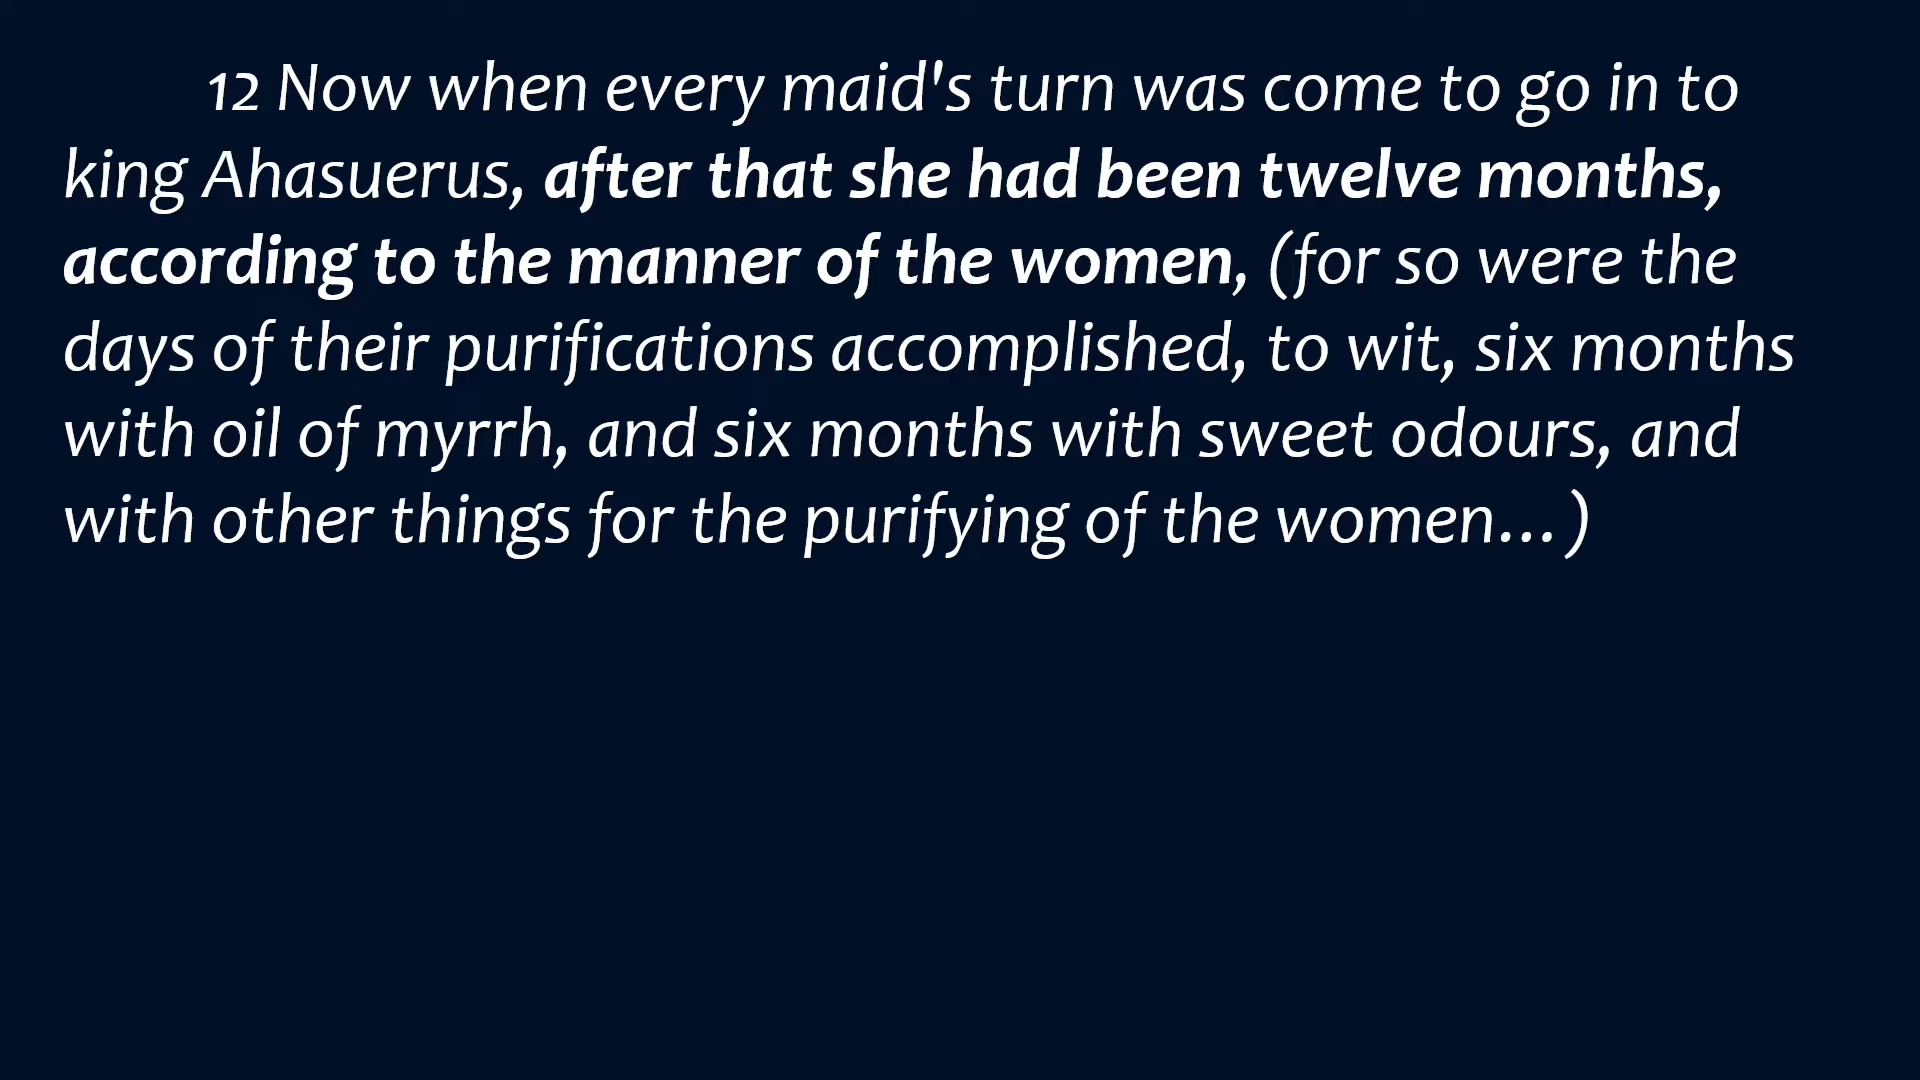 12 Now when every maid's turn was come to go in to
king Ahasuerus, after that she had been twelve months,
according to the manner of the women, (for so were the
days of their purifications accomplished, to wit, six months
with oil of myrrh, and six months with sweet odours, and
with other things for the purifying of the women…)